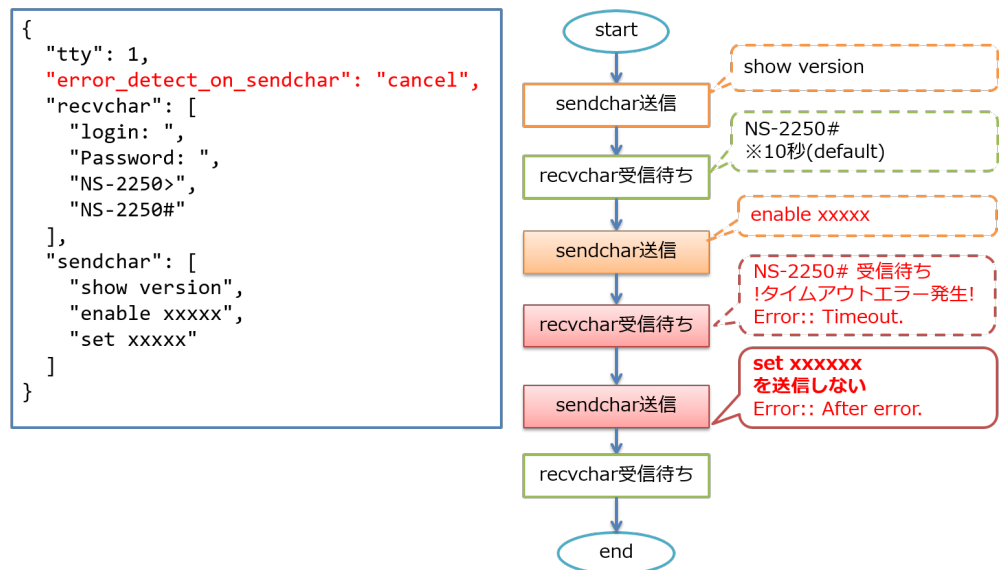 {
  "tty": 1,
  "error_detect_on_sendchar": "cancel",
  "recvchar": [
    "login: ",
    "Password: ",
    "NS-2250>",
    "NS-2250#"
  ],
  "sendchar": [
    "show version",
    "enable xxxxx",
    "set xxxxx"
  ]
}
start
sendchar送信
show version
recvchar受信待ち
NS-2250#
※10秒(default)
sendchar送信
enable xxxxx
recvchar受信待ち
NS-2250# 受信待ち
!タイムアウトエラー発生!
Error:: Timeout.
sendchar送信
set xxxxxx
を送信しない
Error:: After error.
recvchar受信待ち
end